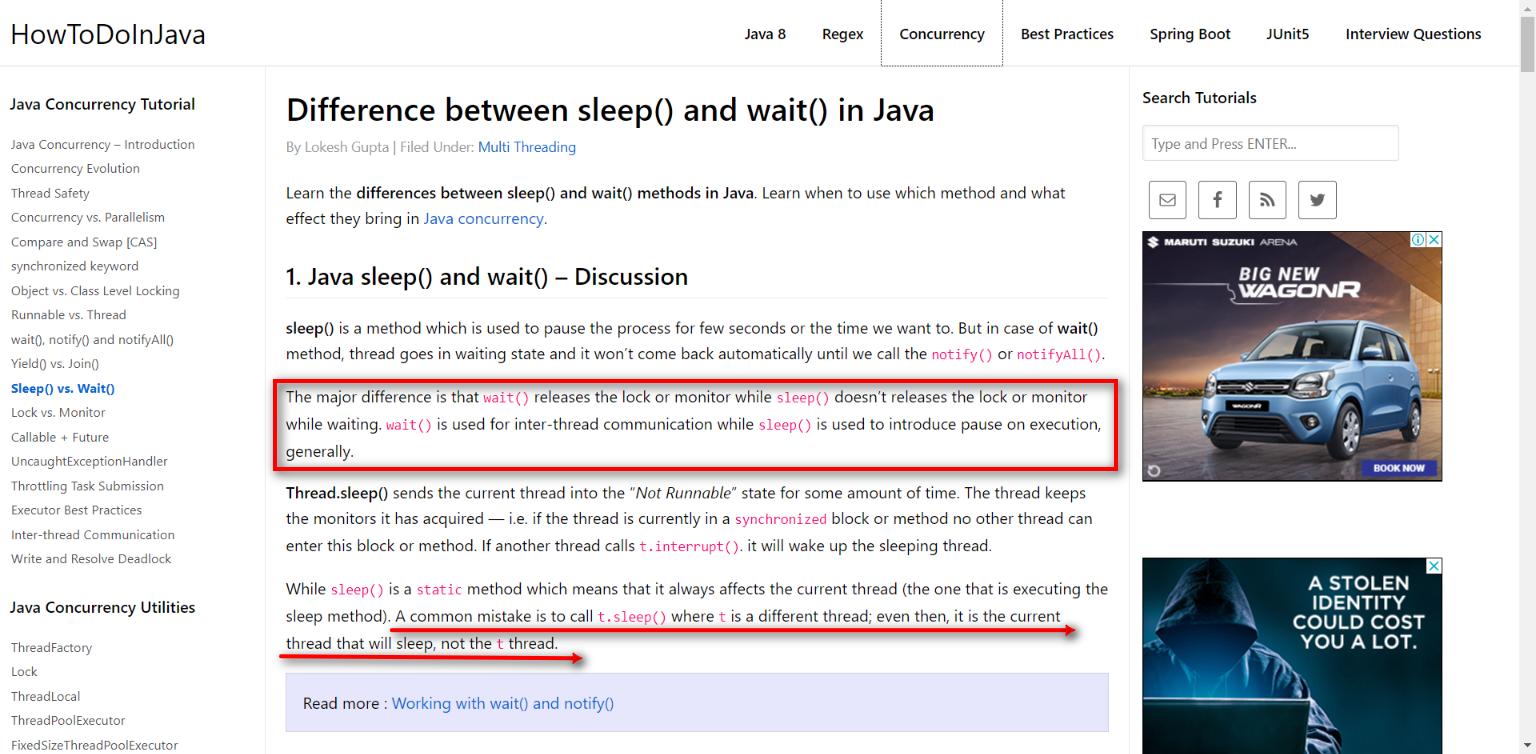 HowToDoInJava
Java 8
Regex
Concurrency
Best Practices
Spring Boot
JUnit5
Interview Questions
Java Concurrency Tutorial
Java Concurrency – Introduction
Concurrency Evolution
Thread Safety
Concurrency vs. Parallelism
Compare and Swap [CAS]
synchronized keyword
Object vs. Class Level Locking
Runnable vs. Thread
wait(), notify() and notifyAll()
Yield() vs. Join()
Sleep() vs. Wait()
Lock vs. Monitor
Callable + Future
UncaughtExceptionHandler
Throttling Task Submission
Executor Best Practices
Inter-thread Communication
Write and Resolve Deadlock
Java Concurrency Utilities
ThreadFactory
Lock
ThreadLocal
ThreadPoolExecutor
FixedSizeThreadPoolExecutor
Difference between sleep() and wait() in Java
By Lokesh Gupta | Filed Under: Multi Threading
Learn the differences between sleep() and wait() methods in Java. Learn when to use which method and what
effect they bring in Java concurrency.
1. Java sleep() and wait() – Discussion
sleep() is a method which is used to pause the process for few seconds or the time we want to. But in case of wait()
method, thread goes in waiting state and it won’t come back automatically until we call the notify() or notifyAll().
The major difference is that wait() releases the lock or monitor while sleep() doesn’t releases the lock or monitor
while waiting. wait() is used for inter-thread communication while sleep() is used to introduce pause on execution,
generally.
Thread.sleep() sends the current thread into the “Not Runnable” state for some amount of time. The thread keeps
the monitors it has acquired — i.e. if the thread is currently in a synchronized block or method no other thread can
enter this block or method. If another thread calls t.interrupt(). it will wake up the sleeping thread.
While sleep() is a static method which means that it always affects the current thread (the one that is executing the
sleep method). A common mistake is to call t.sleep() where t is a different thread; even then, it is the current
thread that will sleep, not the t thread.
Read more : Working with wait() and notify()
Search Tutorials
Type and Press ENTER...
MARUTI SUZUKI ARENA
BIG NEW
WAGONR
WAGONR
BOOK NOW
A STOLEN
IDENTITY
COULD COST
YOU A LOT.